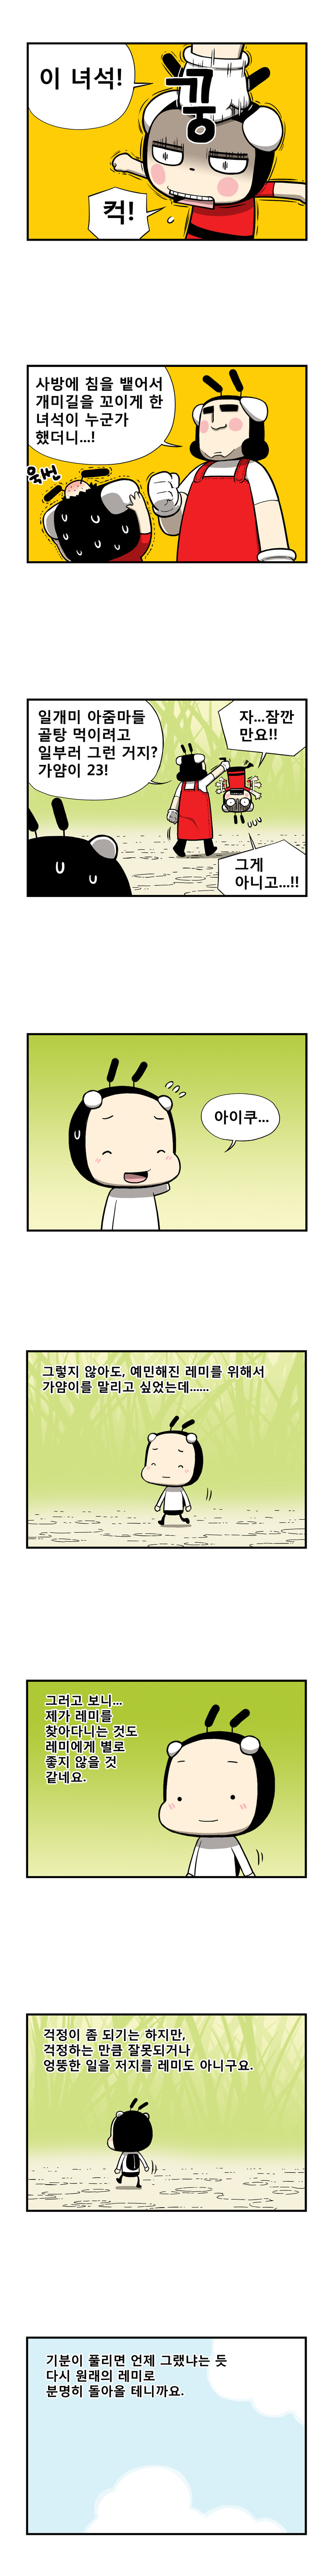 이 녀석!
꿍
컥!
사방에 침을 뱉어서
개미길을 꼬이게 한
녀석이 누군가
했더니...!
욱씬
일개미 아줌마들
골탕 먹이려고
일부러 그런 거지?
가얌이 23!
자...잠깐
만요!!
그게
아니고...!!
아이쿠...
그렇지 않아도, 예민해진 레미를 위해서
가얌이를 말리고 싶었는데......
그러고 보니...
제가 레미를
찾아다니는 것도
레미에게 별로
좋지 않을 것
같네요.
걱정이 좀 되기는 하지만,
걱정하는 만큼 잘못되거나
엉뚱한 일을 저지를 레미도 아니구요.
기분이 풀리면 언제 그랬냐는 듯
다시 원래의 레미로
분명히 돌아올 테니까요.